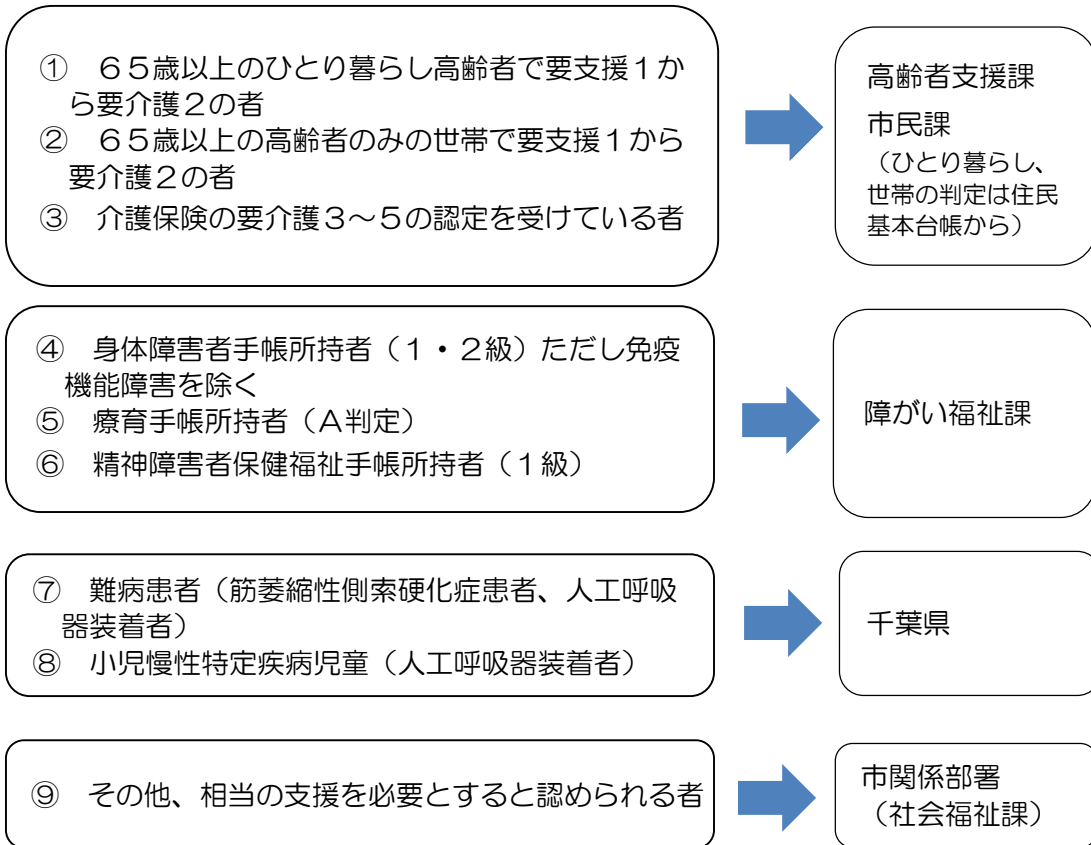 ① ６５歳以上のひとり暮らし高齢者で要支援１か
ら要介護２の者
② ６５歳以上の高齢者のみの世帯で要支援１から
要介護２の者
③ 介護保険の要介護３～５の認定を受けている者
高齢者支援課
市民課
（ひとり暮らし、
世帯の判定は住民
基本台帳から）
④ 身体障害者手帳所持者（１・２級）ただし免疫
機能障害を除く
⑤ 療育手帳所持者（Ａ判定）
⑥ 精神障害者保健福祉手帳所持者（１級）
障がい福祉課
⑦ 難病患者（筋萎縮性側索硬化症患者、人工呼吸
器装着者）
⑧ 小児慢性特定疾病児童（人工呼吸器装着者）
千葉県
⑨ その他、相当の支援を必要とすると認められる者
市関係部署
（社会福祉課）